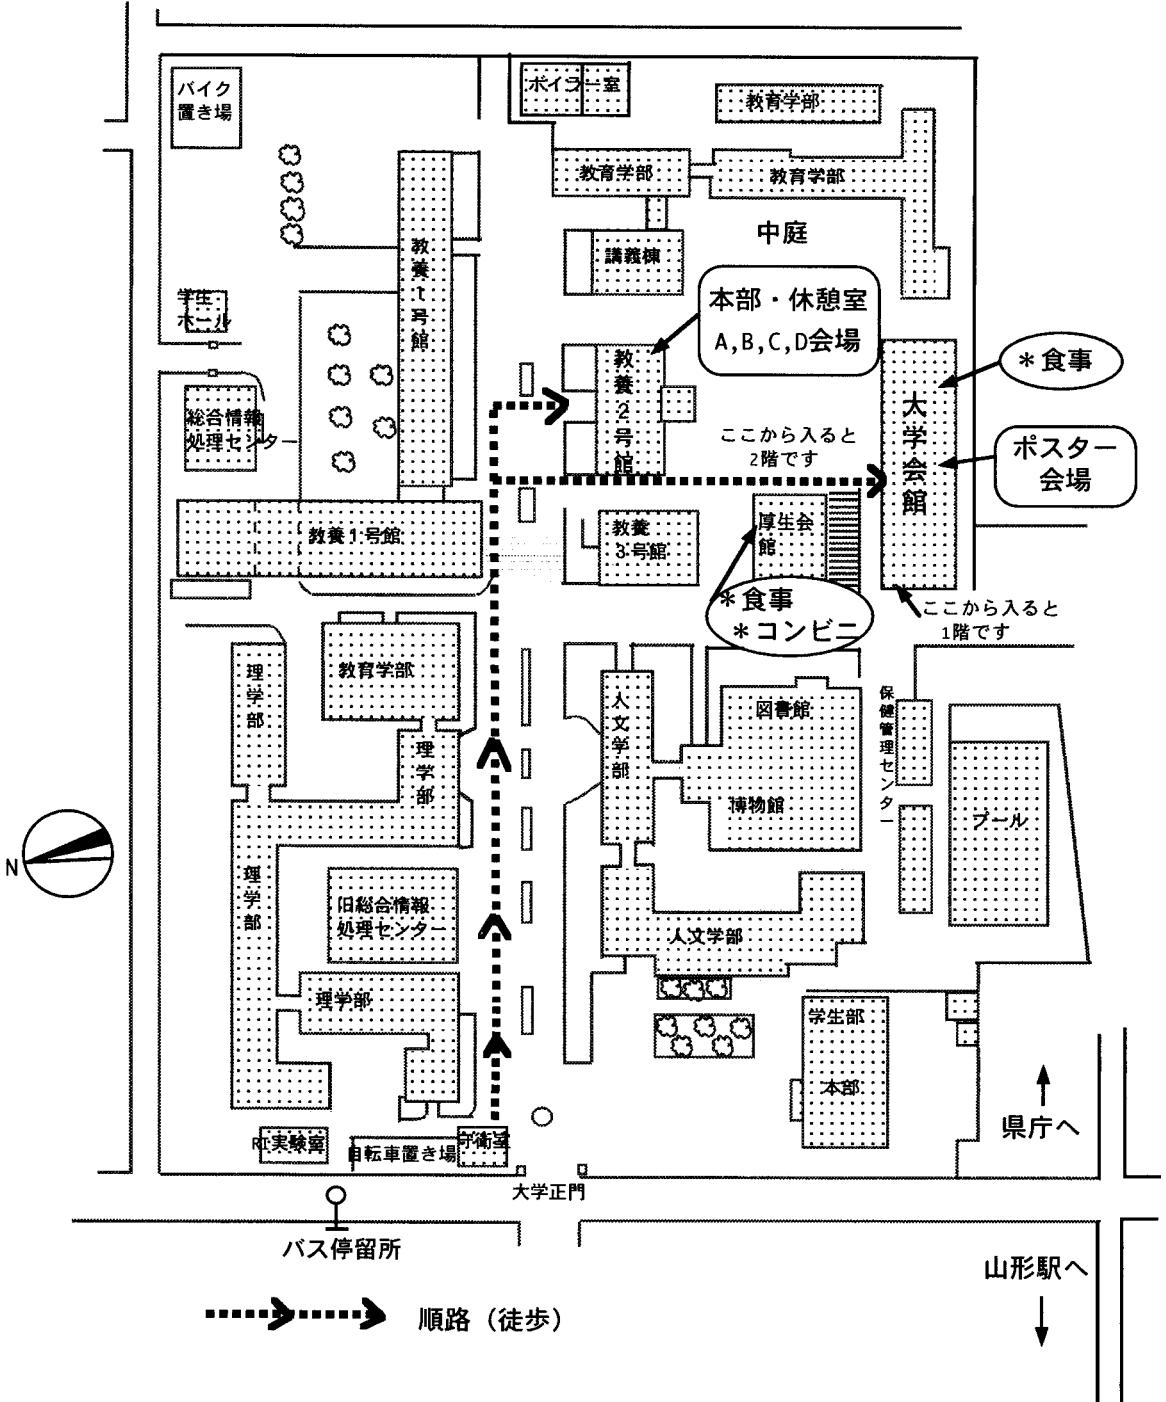 バイク
置き場
ボイラー室
教育学部
教育学部
教育学部
中庭
講義棟
教
養
1
号
館
本部・休憩室
A,B,C,D会場
学生
ホール
教
養
2
号
館
*食事
大
学
会
館
ポスター
会場
総合情報
処理センター
ここから入ると
2階です
教養1号館
教養
3号館
厚生会
館
*食事
*コンビニ
ここから入ると
1階です
教育学部
理
学
部
理
学
部
人
文
学
部
図書館
博物館
保
健
管
理
セ
ン
タ
ー
プール
N
理
学
部
旧総合情報
処理センター
人文学部
理学部
学生部
本部
県庁へ
RI実験室
自転車置き場
守衛室
大学正門
バス停留所
山形駅へ
順路（徒歩）